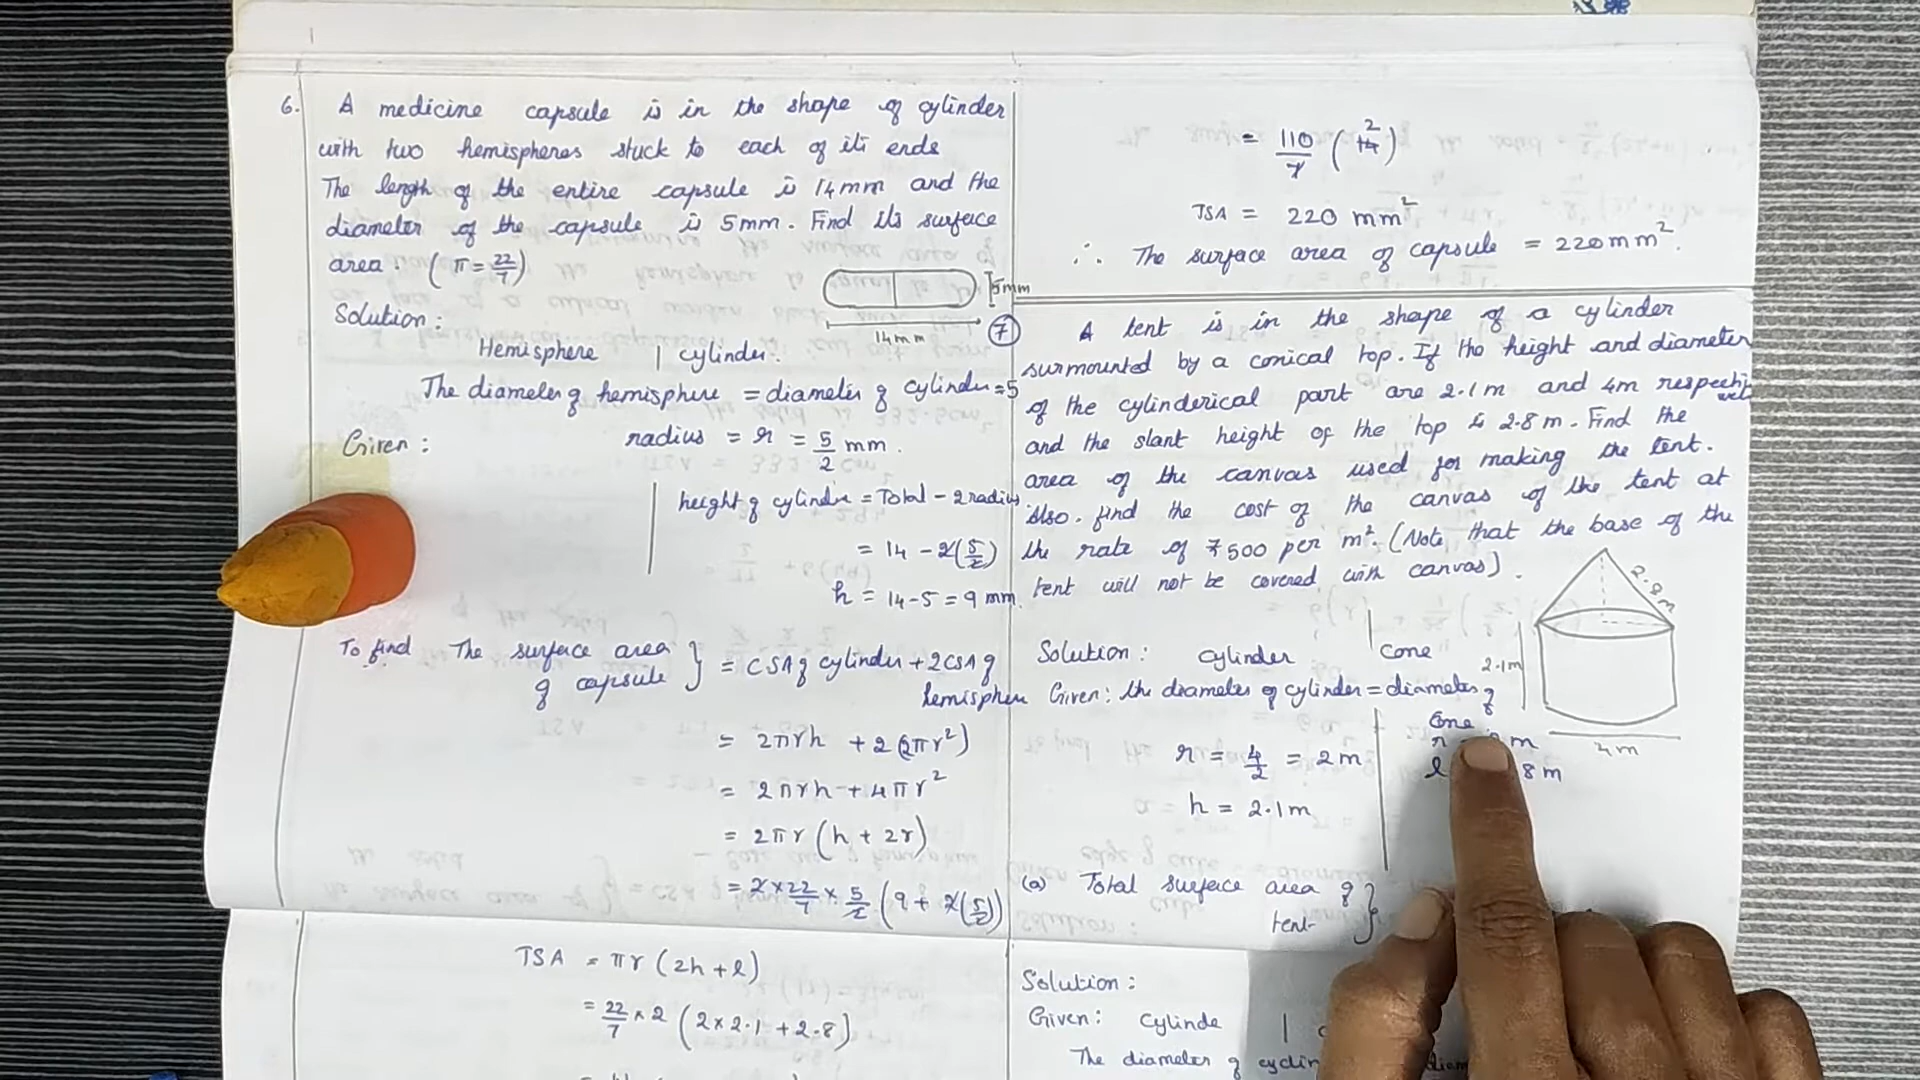 6. A medicine capsule is in the shape of cylinder
with two hemispheres stuck to each of its ends
The length of the entire capsule is 14mm and the
diameter of the capsule is 5mm. Find its surface
area. (π = 22/7)
5mm
14mm
Solution:
Hemisphere | cylinder.
The diameter of hemisphere = diameter of cylinder = 5
Given: radius = r = 5/2 mm.
height of cylinder = Total - 2 radius
= 14 - 2(5/2)
h = 14 - 5 = 9 mm.
To find The surface area
of capsule } = CSA of cylinder + 2CSA of
hemisphere
= 2πrh + 2(2πr²)
= 2πrh + 4πr²
= 2πr (h + 2r)
= 2 × 22/7 × 5/2 (9 + 2(5/2))
TSA = πr (2h + l)
= 22/7 × 2 (2 × 2.1 + 2.8)
= 110/7 (14) 2
TSA = 220 mm²
∴ The surface area of capsule = 220mm².
7 A tent is in the shape of a cylinder
surmounted by a conical top. If the height and diameter
of the cylinderical part are 2.1m and 4m respectively
and the slant height of the top is 2.8m. Find the
area of the canvas used for making the tent.
Also, find the cost of the canvas of the tent at
the rate of ₹500 per m². (Note that the base of the
tent will not be covered with canvas).
2.8m
2.1m
4m
Solution: cylinder | cone
Given: the diameter of cylinder = diameter of
Cone
r = 4/2 = 2m
m
h = 2.1m
l 8m
(a) Total surface area of
tent }
Solution:
Given: Cylinde
The diameter of cylin